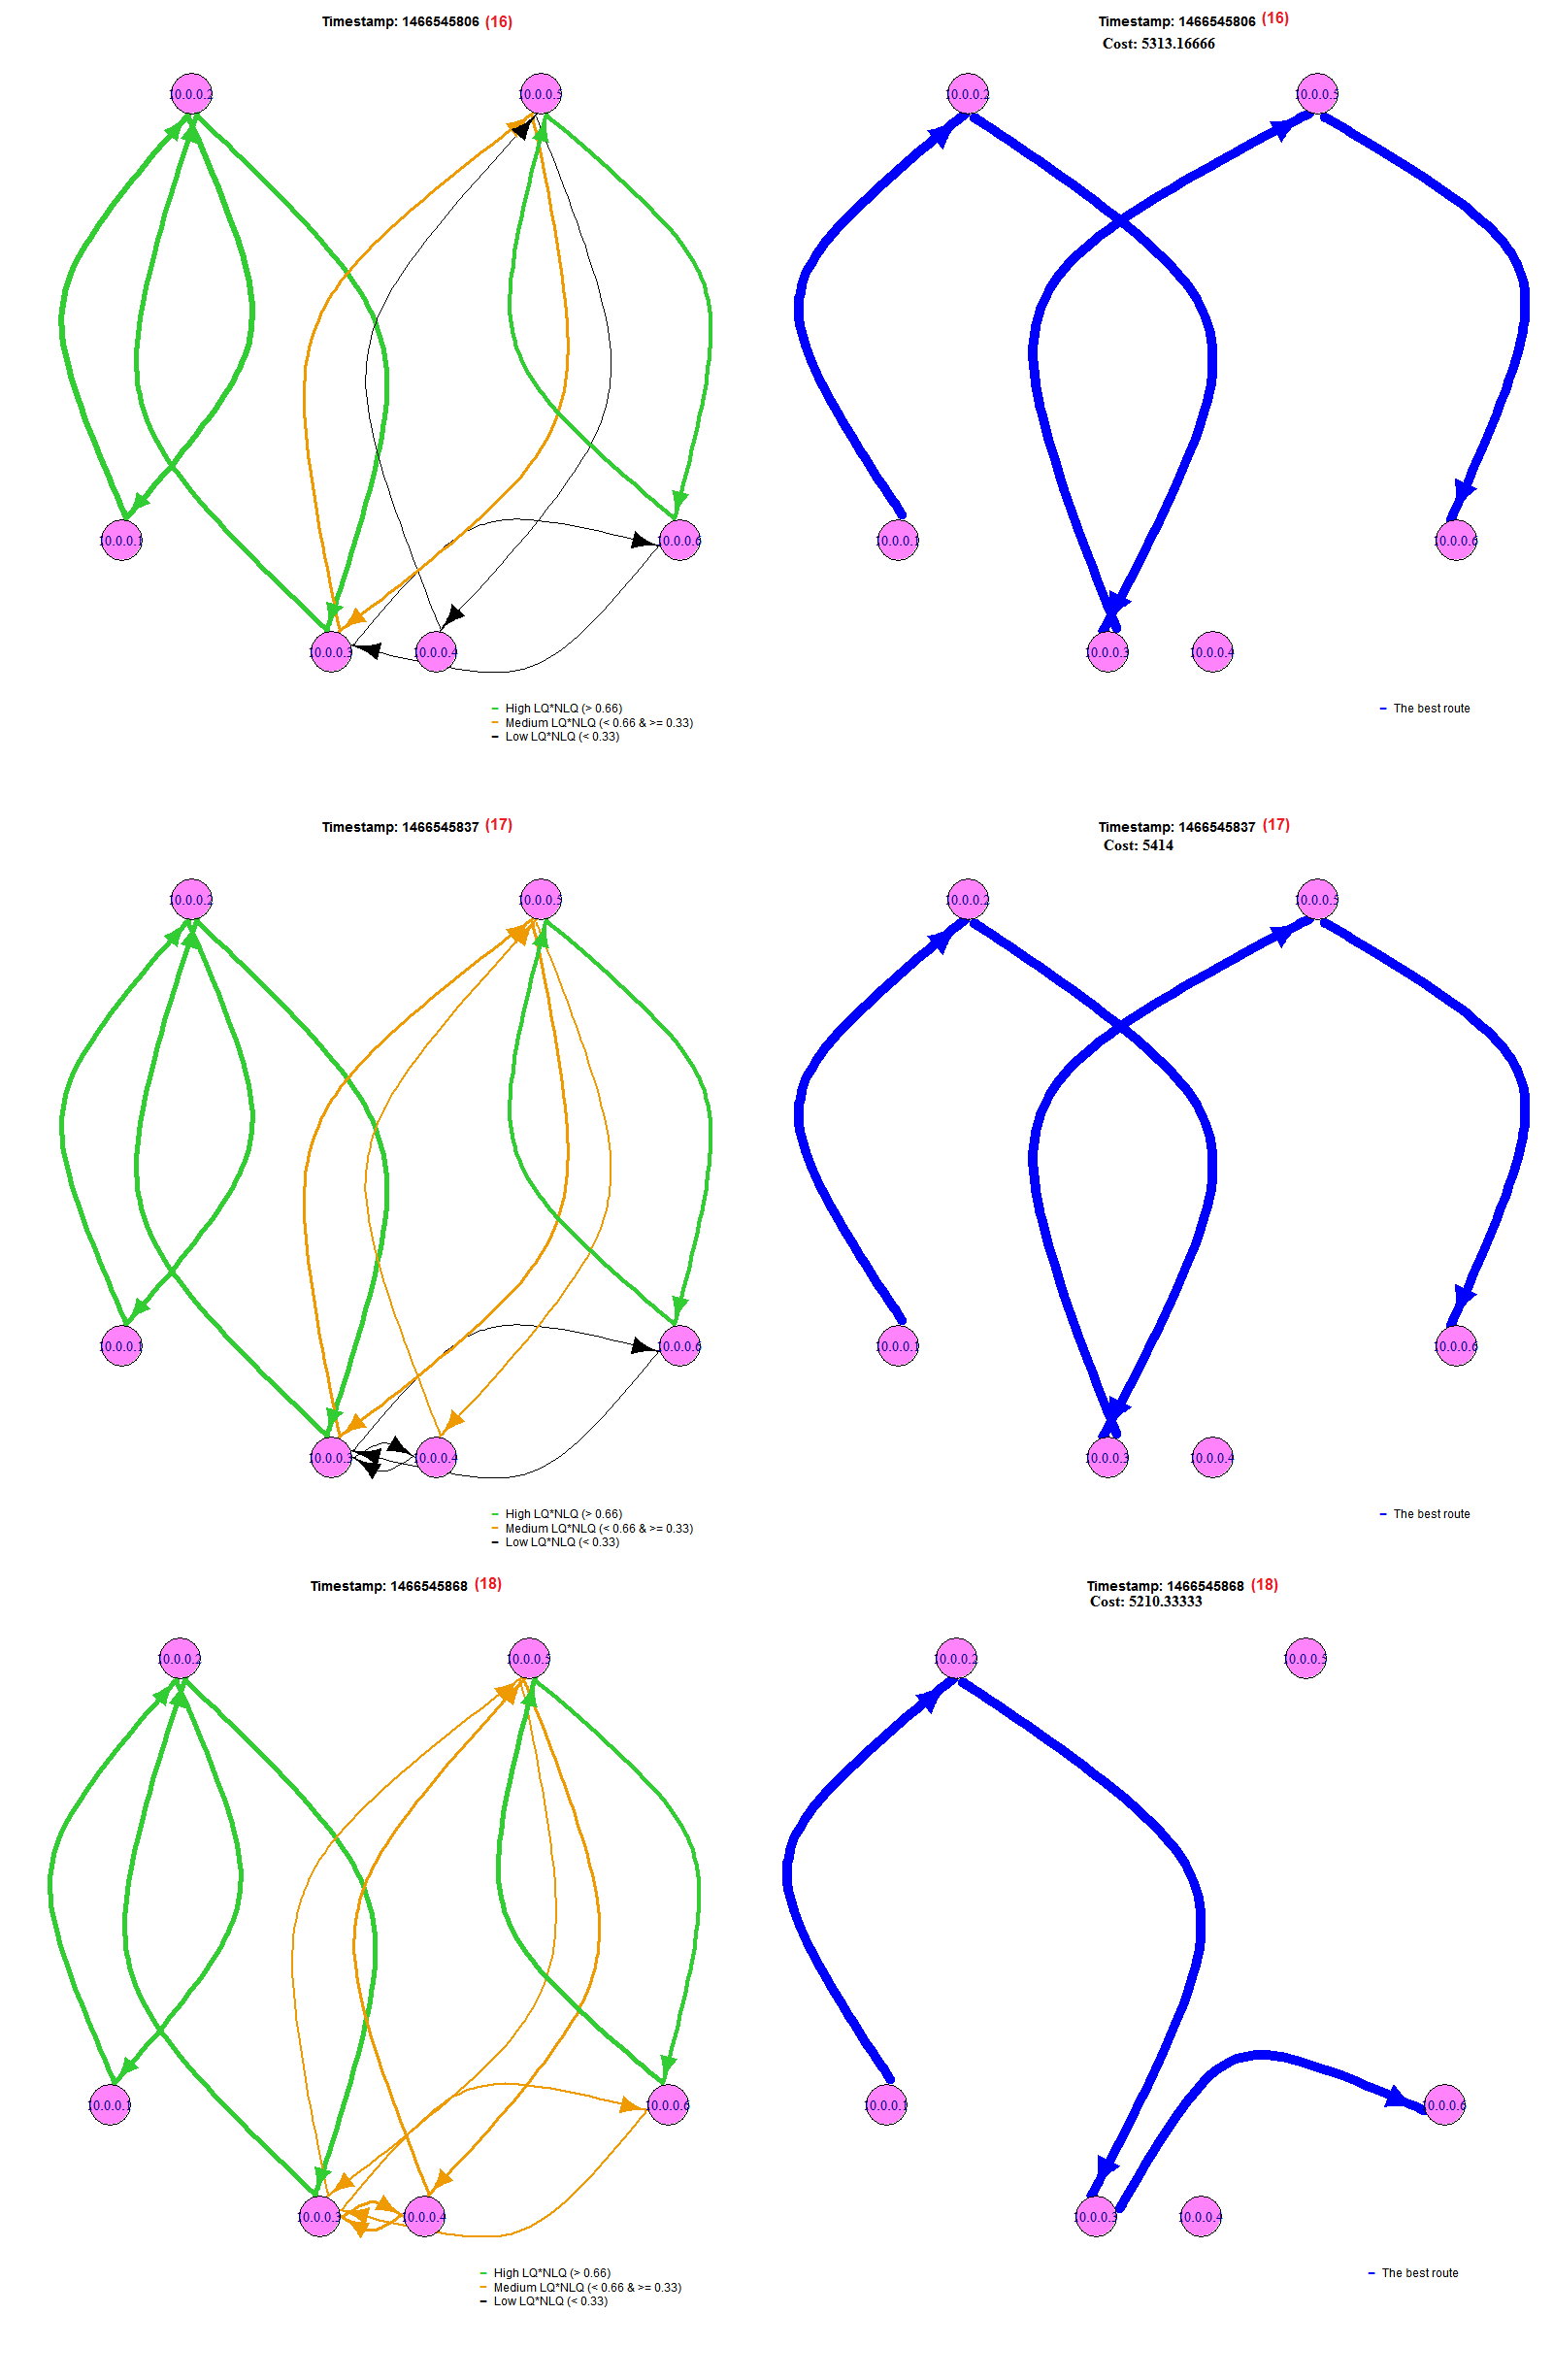 Timestamp: 1466545806 (16)
Timestamp: 1466545806 (16)
Cost: 5313.16666
10.0.0.2
10.0.0.5
10.0.0.2
10.0.0.5
10.0.0.1
10.0.0.6
10.0.0.1
10.0.0.6
10.0.0.3
10.0.0.4
10.0.0.3
10.0.0.4
High LQ*NLQ (> 0.66)
Medium LQ*NLQ (< 0.66 & >= 0.33)
Low LQ*NLQ (< 0.33)
The best route
Timestamp: 1466545837 (17)
Timestamp: 1466545837 (17)
Cost: 5414
10.0.0.2
10.0.0.5
10.0.0.2
10.0.0.5
10.0.0.1
10.0.0.6
10.0.0.1
10.0.0.6
10.0.0.3
10.0.0.4
10.0.0.3
10.0.0.4
High LQ*NLQ (> 0.66)
Medium LQ*NLQ (< 0.66 & >= 0.33)
Low LQ*NLQ (< 0.33)
The best route
Timestamp: 1466545868 (18)
Timestamp: 1466545868 (18)
Cost: 5210.33333
10.0.0.2
10.0.0.5
10.0.0.2
10.0.0.5
10.0.0.1
10.0.0.6
10.0.0.1
10.0.0.6
10.0.0.3
10.0.0.4
10.0.0.3
10.0.0.4
High LQ*NLQ (> 0.66)
Medium LQ*NLQ (< 0.66 & >= 0.33)
Low LQ*NLQ (< 0.33)
The best route